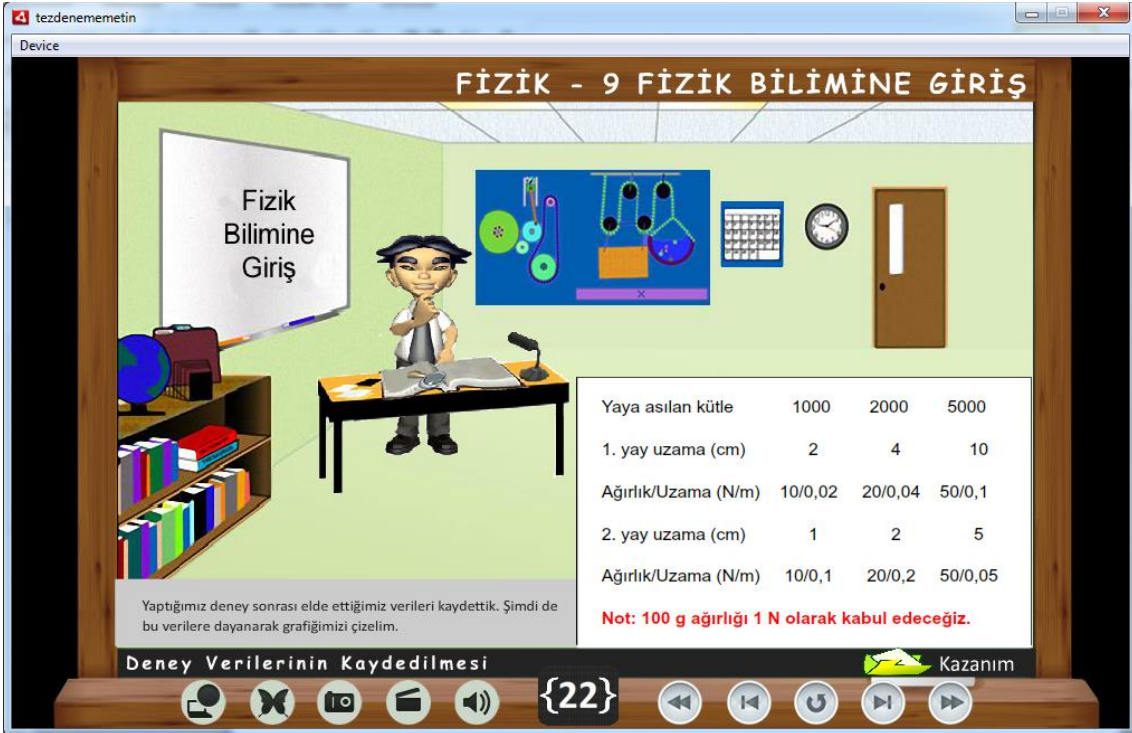 tezdenememetin
Device
FİZİK - 9 FİZİK BİLİMİNE GİRİŞ
Fizik
Bilimine
Giriş
Yaya asılan kütle 1000 2000 5000
1. yay uzama (cm) 2 4 10
Ağırlık/Uzama (N/m) 10/0,02 20/0,04 50/0,1
2. yay uzama (cm) 1 2 5
Ağırlık/Uzama (N/m) 10/0,1 20/0,2 50/0,05
Not: 100 g ağırlığı 1 N olarak kabul edeceğiz.
Yaptığımız deney sonrası elde ettiğimiz verileri kaydettik. Şimdi de
bu verilere dayanarak grafiğimizi çizelim.
Deney Verilerinin Kaydedilmesi
Kazanım
{22}